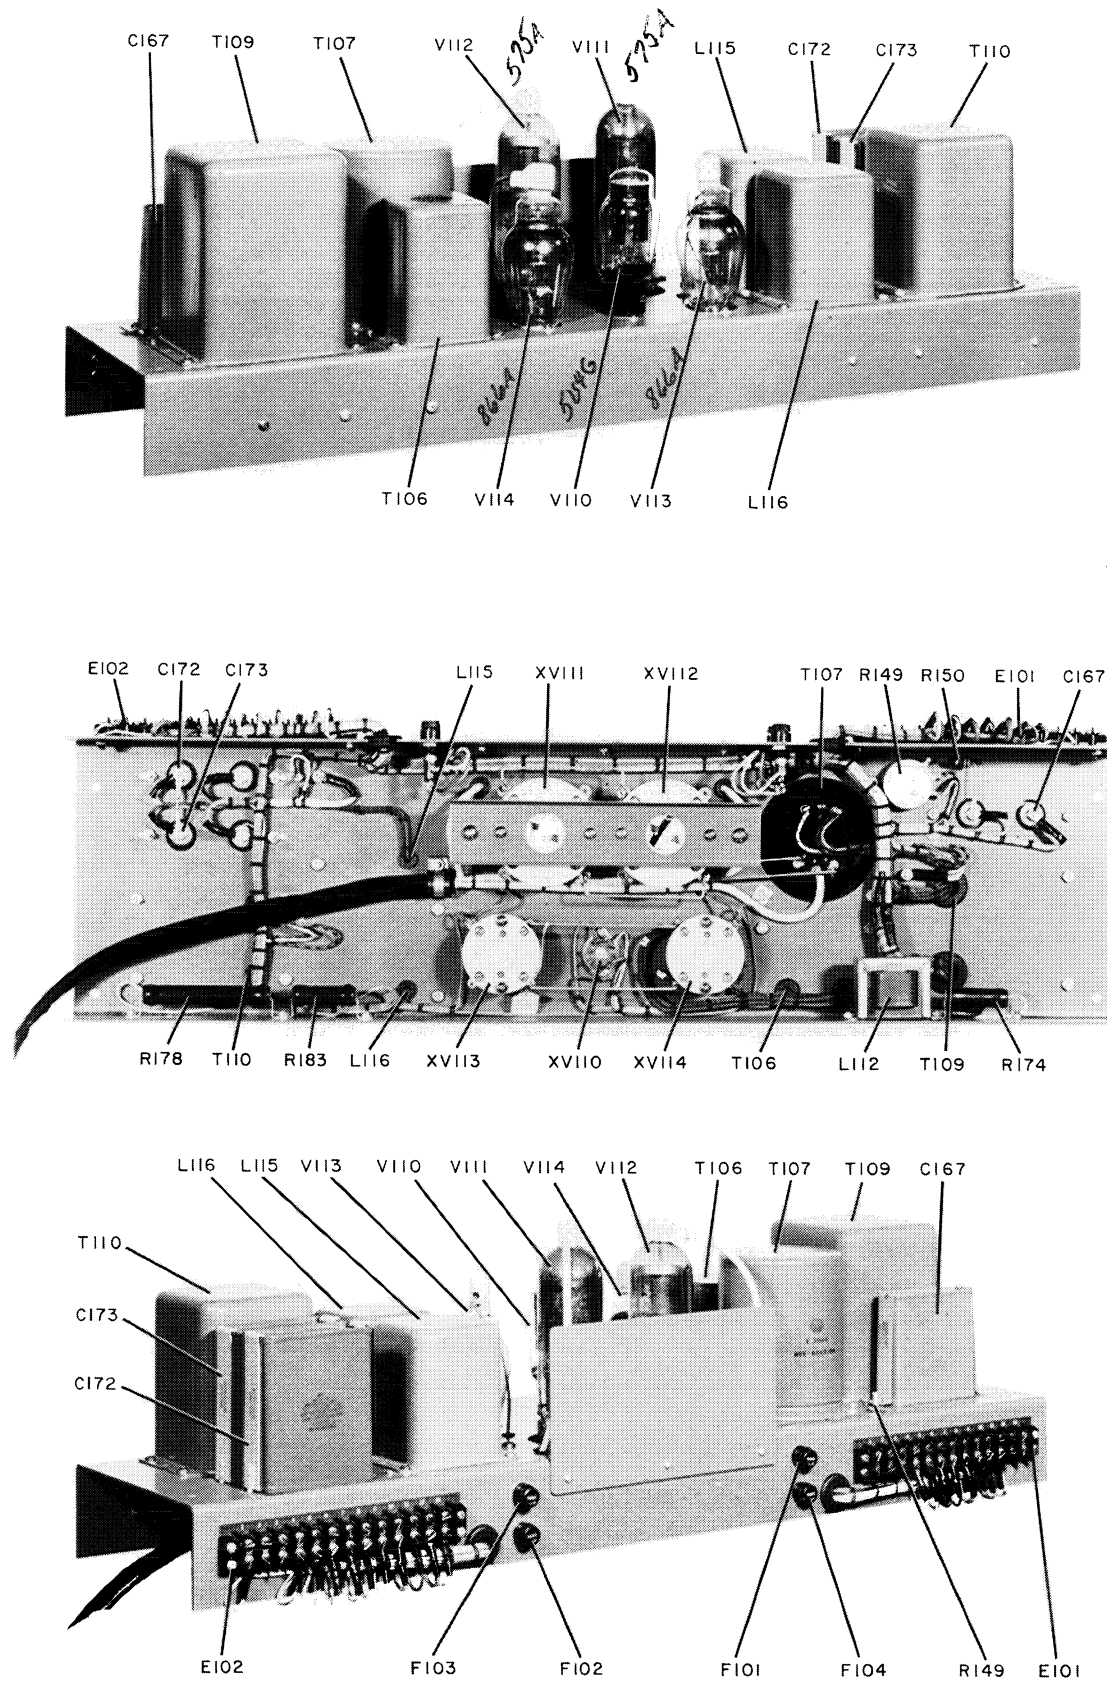 C167 T109 T107 V112 575A V111 575A L115 C172 C173 T110
866A 5U4G 866A
T106 V114 V110 V113 L116
E102 C172 C173 L115 XV111 XV112 T107 R149 R150 E101 C167
R178 T110 R183 L116 XV113 XV110 XV114 T106 L112 T109 R174
L116 L115 V113 V110 V111 V114 V112 T106 T107 T109 C167
T110
C173
C172
E102 F103 F102 F101 F104 R149 E101